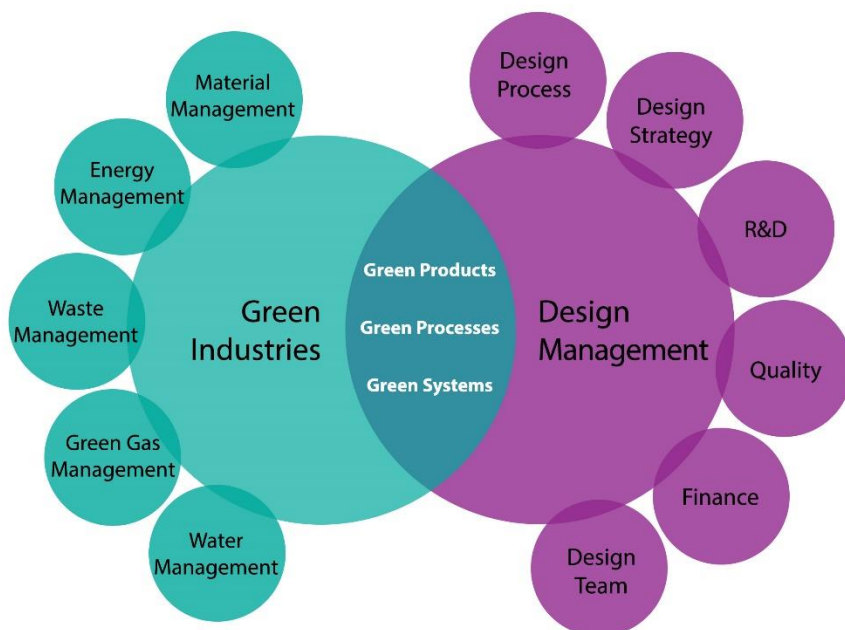 Material
Management
Energy
Management
Waste
Management
Green Gas
Management
Water
Management
Green
Industries
Green Products
Green Processes
Green Systems
Design
Management
Design
Process
Design
Strategy
R&D
Quality
Finance
Design
Team